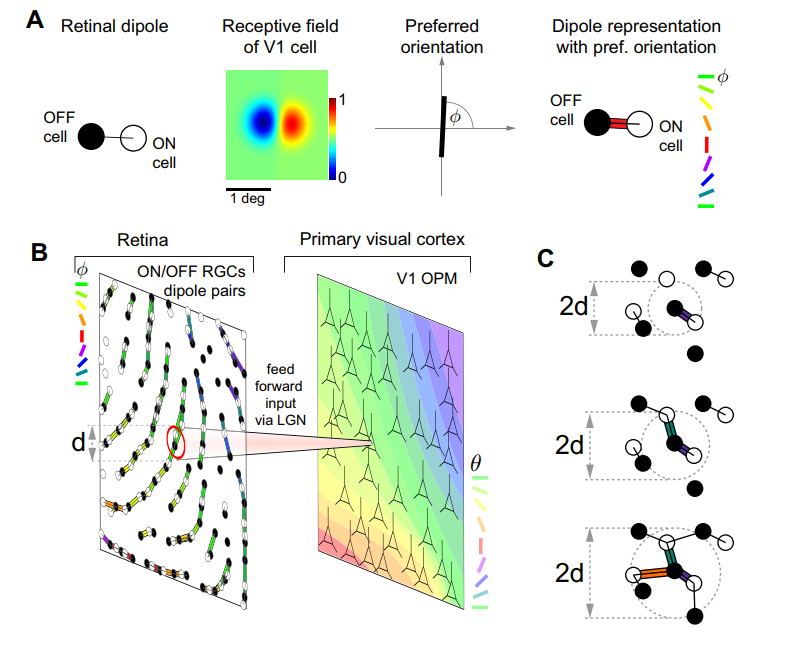 A
Retinal dipole
Receptive field
of V1 cell
Preferred
orientation
Dipole representation
with pref. orientation
OFF
cell
ON
cell
1
0
1 deg
ϕ
OFF
cell
ON
cell
ϕ
B
Retina
Primary visual cortex
ϕ
ON/OFF RGCs
dipole pairs
V1 OPM
feed
forward
input
via LGN
d
θ
C
2d
2d
2d